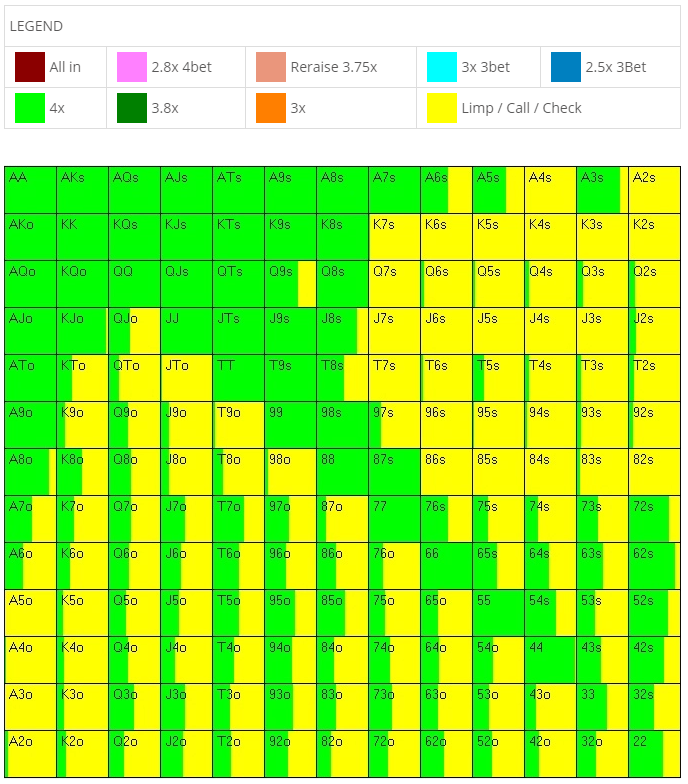 LEGEND
All in 2.8x 4bet Reraise 3.75x 3x 3bet 2.5x 3Bet
4x 3.8x 3x Limp / Call / Check
AA AKs AQs AJs ATs A9s A8s A7s A6s A5s A4s A3s A2s
AKo KK KQs KJs KTs K9s K8s K7s K6s K5s K4s K3s K2s
AQo KQo QQ QJs QTs Q9s Q8s Q7s Q6s Q5s Q4s Q3s Q2s
AJo KJo QJo JJ JTs J9s J8s J7s J6s J5s J4s J3s J2s
ATo KTo QTo JTo TT T9s T8s T7s T6s T5s T4s T3s T2s
A9o K9o Q9o J9o T9o 99 98s 97s 96s 95s 94s 93s 92s
A8o K8o Q8o J8o T8o 98o 88 87s 86s 85s 84s 83s 82s
A7o K7o Q7o J7o T7o 97o 87o 77 76s 75s 74s 73s 72s
A6o K6o Q6o J6o T6o 96o 86o 76o 66 65s 64s 63s 62s
A5o K5o Q5o J5o T5o 95o 85o 75o 65o 55 54s 53s 52s
A4o K4o Q4o J4o T4o 94o 84o 74o 64o 54o 44 43s 42s
A3o K3o Q3o J3o T3o 93o 83o 73o 63o 53o 43o 33 32s
A2o K2o Q2o J2o T2o 92o 82o 72o 62o 52o 42o 32o 22